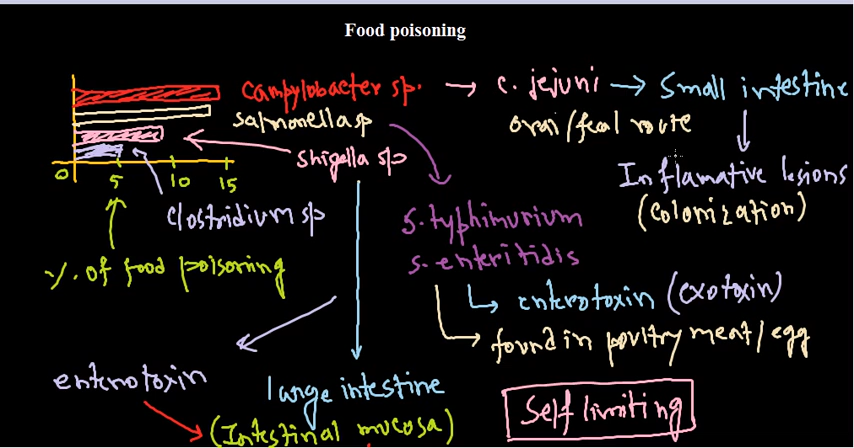 Food poisoning
Campylobacter sp. → C. jejuni → Small intestine
Salmonella sp
oral/fecal route
Shigella sp
Inflamative lesions
(Colonization)
0 5 10 15
Clostridium sp
S. typhimurium
S. enteritidis
%. of food poisoning
enterotoxin (exotoxin)
found in poultry meat/egg
enterotoxin
large intestine
(Intestinal mucosa)
Self limiting